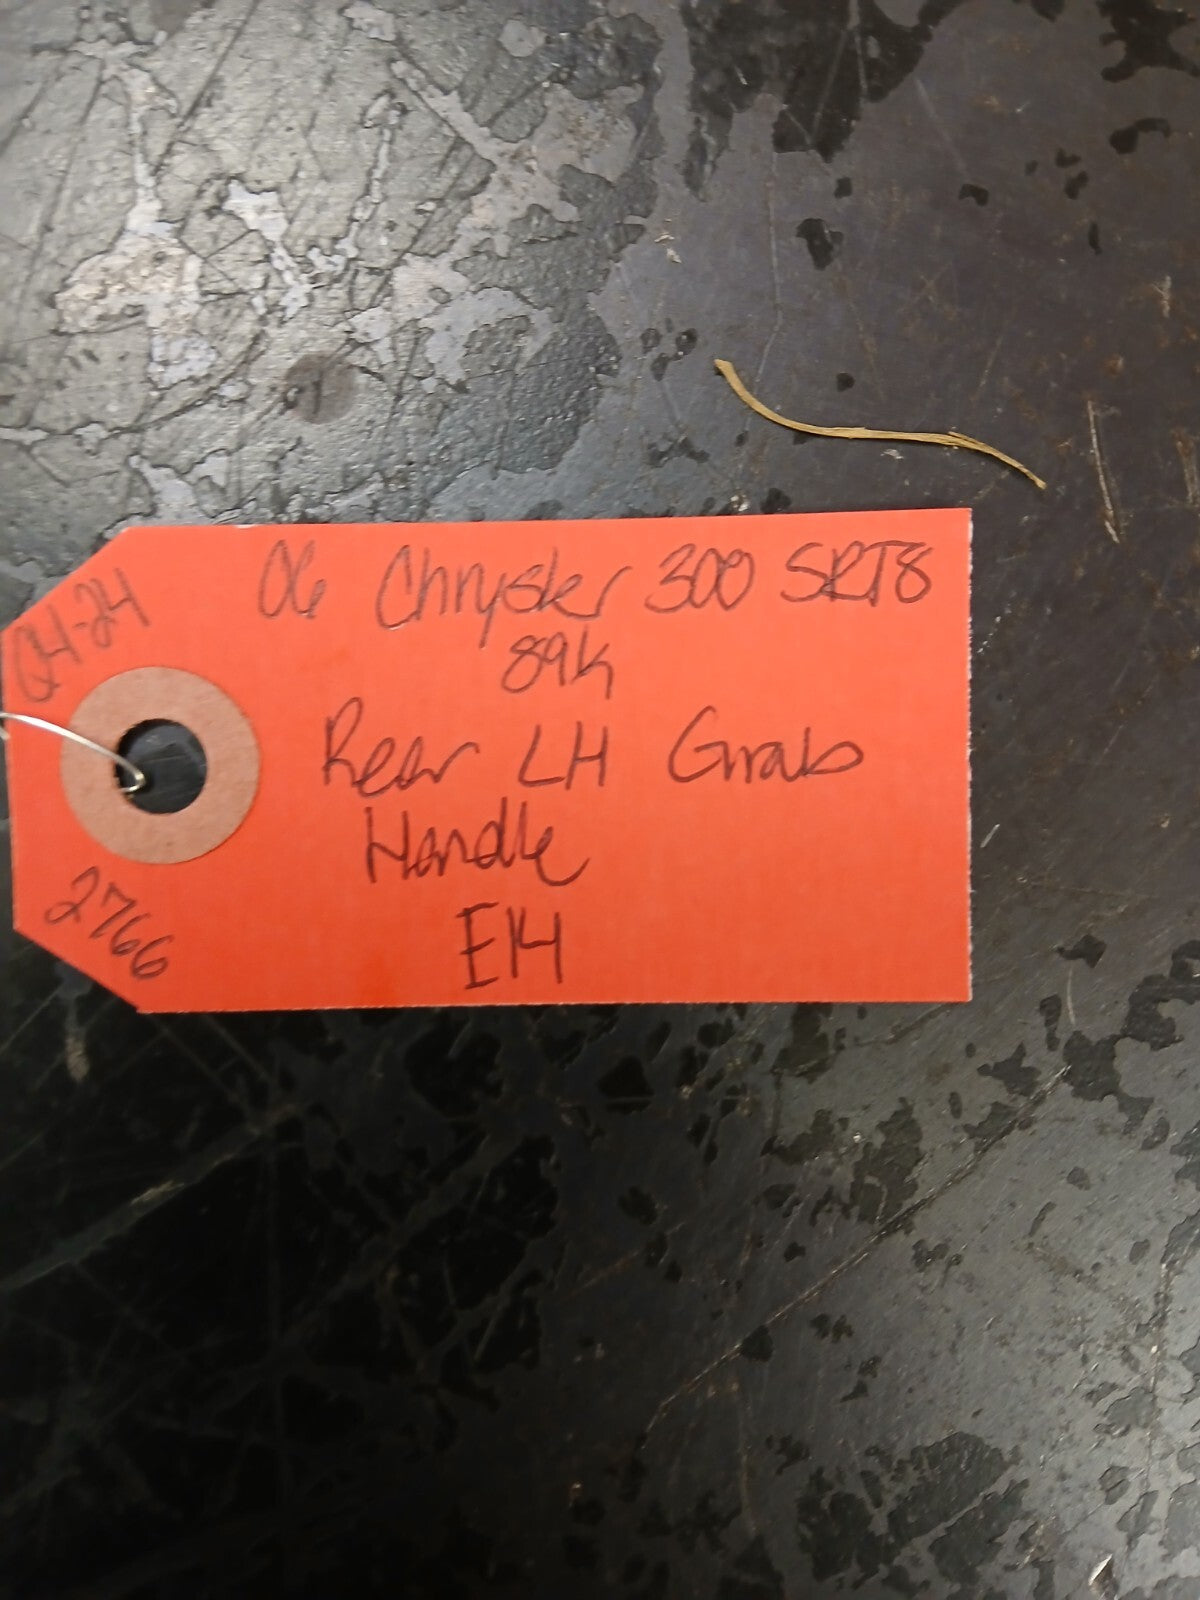 Q4-24
06 Chrysler 300 SRT8
89K
Rear LH Grab
Handle
E14
2766